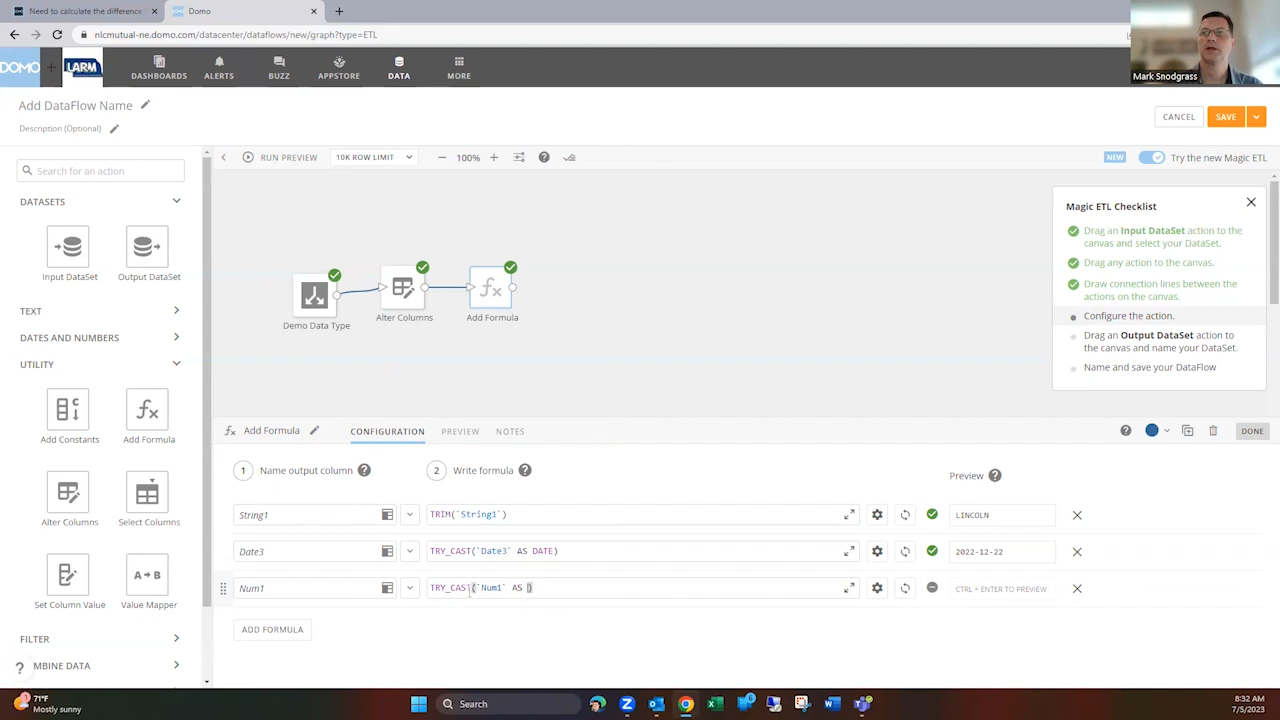 Need to calculate the difference
Domo
nlcmutual-ne.domo.com/datacenter/dataflows/new/graph?type=ETL
Mark Snodgrass
DOMO
LARM
DASHBOARDS
ALERTS
BUZZ
APPSTORE
DATA
MORE
Add DataFlow Name
Description (Optional)
CANCEL
SAVE
Search for an action
RUN PREVIEW
10K ROW LIMIT
100%
NEW
Try the new Magic ETL
DATASETS
Input DataSet
Output DataSet
TEXT
DATES AND NUMBERS
UTILITY
Add Constants
Add Formula
Alter Columns
Select Columns
Set Column Value
Value Mapper
FILTER
MBINE DATA
Demo Data Type
Alter Columns
Add Formula
Magic ETL Checklist
Drag an Input DataSet action to the
canvas and select your DataSet.
Drag any action to the canvas.
Draw connection lines between the
actions on the canvas.
Configure the action.
Drag an Output DataSet action to
the canvas and name your DataSet.
Name and save your DataFlow
Add Formula
CONFIGURATION
PREVIEW
NOTES
DONE
1 Name output column
2 Write formula
Preview
String1
TRIM(`String1`)
LINCOLN
Date3
TRY_CAST(`Date3` AS DATE)
2022-12-22
Num1
TRY_CAST(`Num1` AS )
CTRL + ENTER TO PREVIEW
ADD FORMULA
71°F
Mostly sunny
Search
8:32 AM
7/5/2023